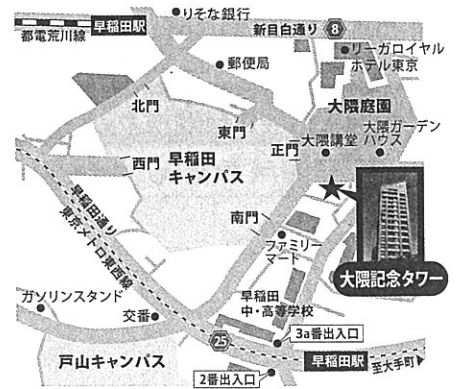 りそな銀行
早稲田駅
都電荒川線
新目白通り
8
郵便局
リーガロイヤル
ホテル東京
北門
東門
大隈庭園
正門
大隈講堂
大隈ガーデン
ハウス
西門
早稲田
キャンパス
早稲田通り
東京メトロ東西線
南門
ファミリー
マート
大隈記念タワー
ガソリンスタンド
交番
早稲田
中・高等学校
25
3a番出入口
早稲田駅
至大手町
戸山キャンパス
2番出入口